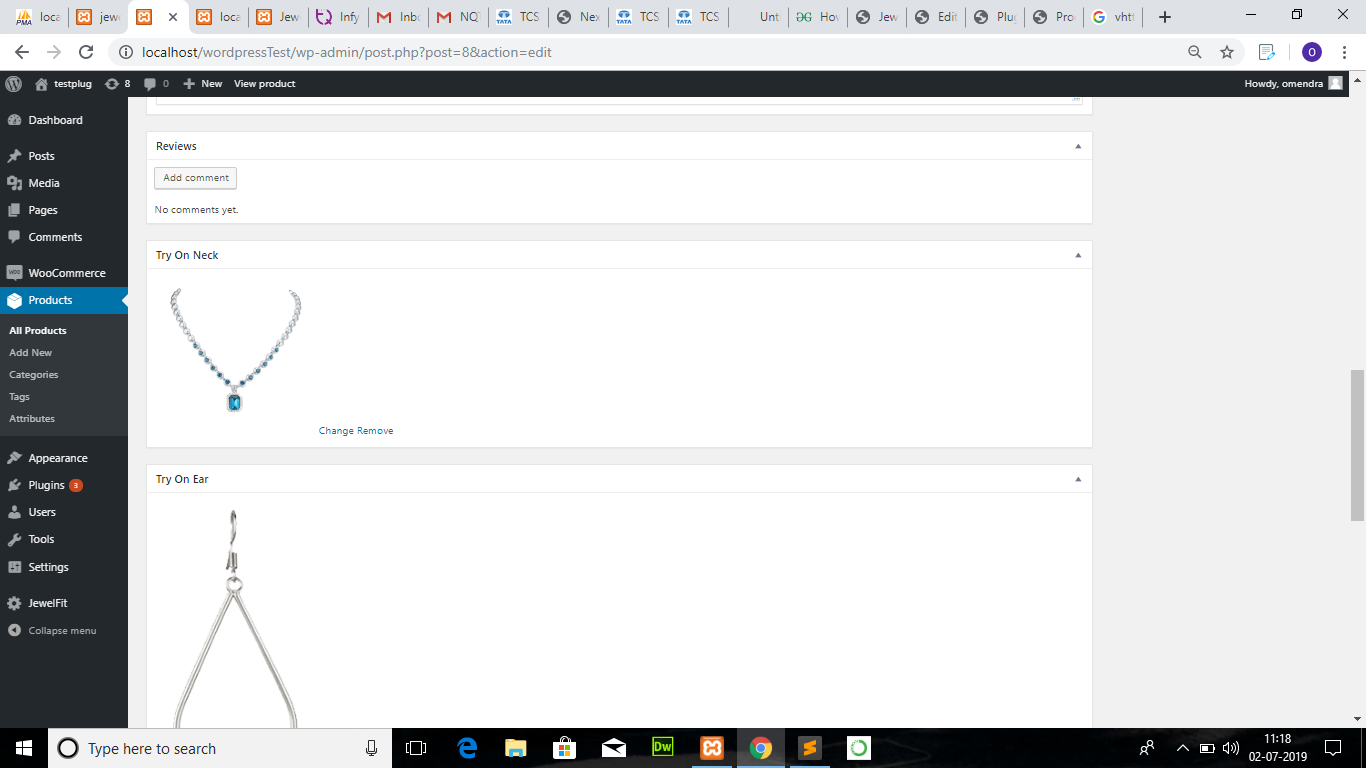 loca
jewe
loca
Jew
Infy
Inbo
NQT
TCS
Nex
TCS
TCS
Unti
Hov
Jew
Edit
Plug
Pro
vhtt
localhost/wordpressTest/wp-admin/post.php?post=8&action=edit
testplug
8
0
New
View product
Howdy, omendra
Dashboard
Posts
Media
Pages
Comments
WooCommerce
Products
All Products
Add New
Categories
Tags
Attributes
Appearance
Plugins 3
Users
Tools
Settings
JewelFit
Collapse menu
Reviews
Add comment
No comments yet.
Try On Neck
Change Remove
Try On Ear
Type here to search
11:18
02-07-2019